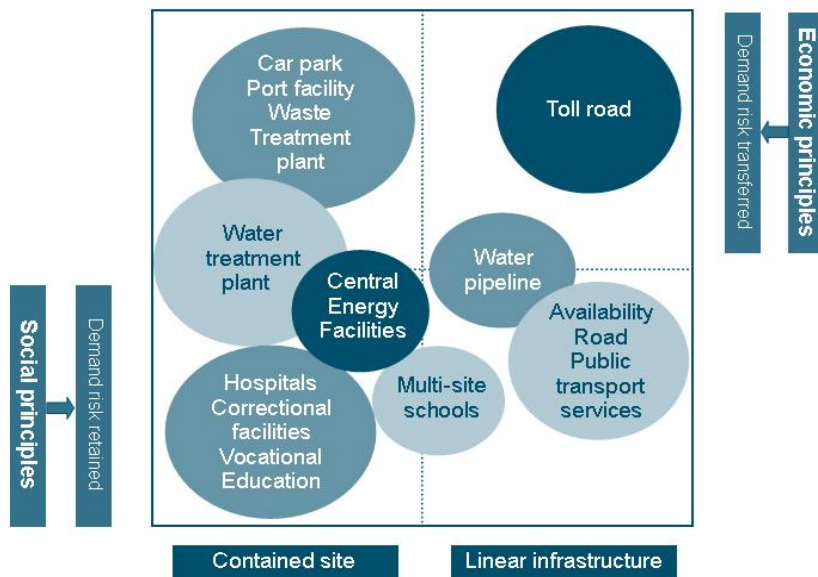 Car park
Port facility
Waste
Treatment
plant
Toll road
Economic principles
Demand risk transferred
Water
treatment
plant
Central
Energy
Facilities
Water
pipeline
Availability
Road
Public
transport
services
Social principles
Demand risk retained
Hospitals
Correctional
facilities
Vocational
Education
Multi-site
schools
Contained site
Linear infrastructure